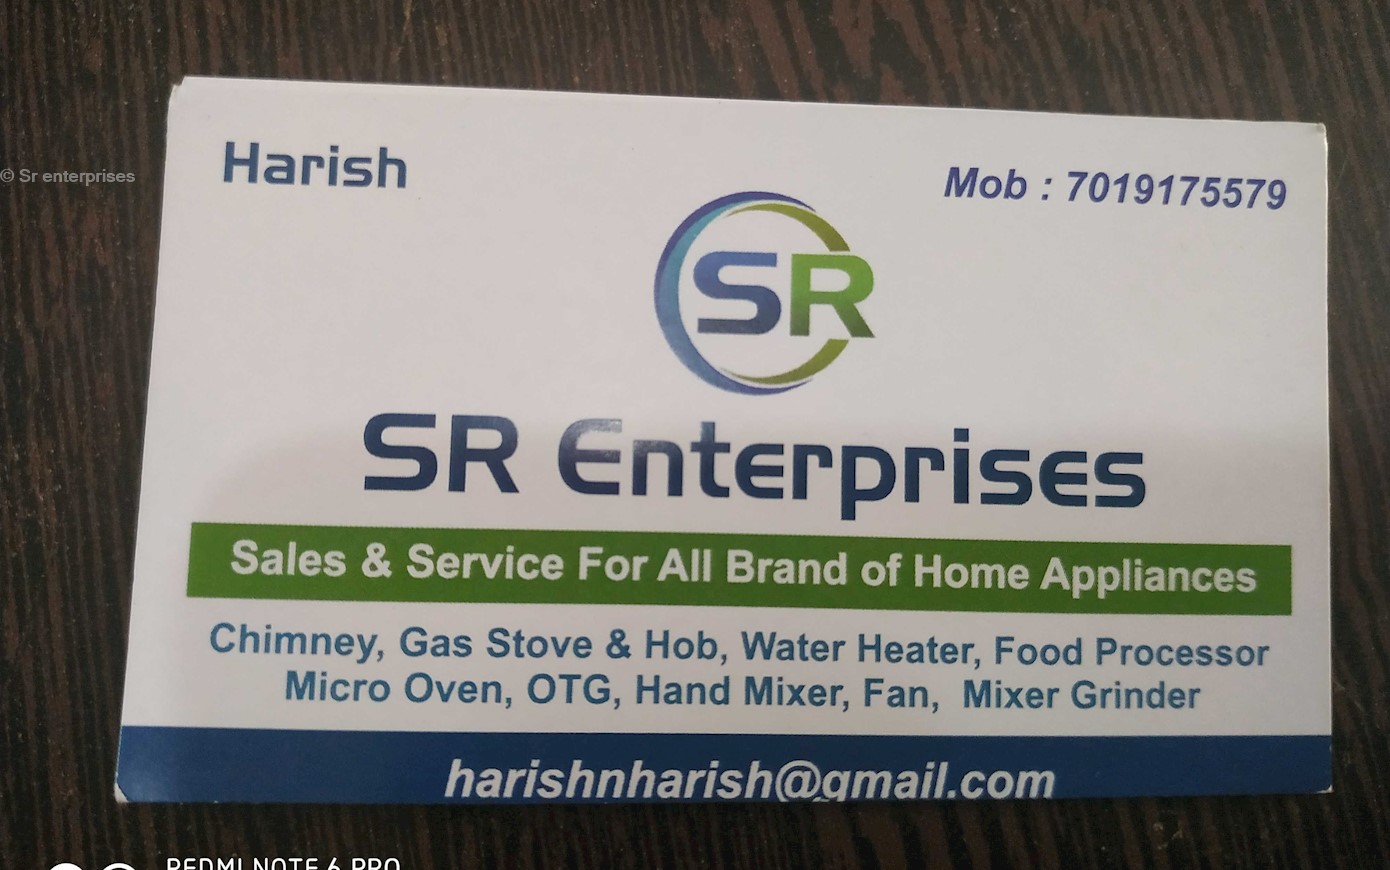 © Sr enterprises
Harish
Mob : 7019175579
SR
SR Enterprises
Sales & Service For All Brand of Home Appliances
Chimney, Gas Stove & Hob, Water Heater, Food Processor
Micro Oven, OTG, Hand Mixer, Fan, Mixer Grinder
harishnharish@gmail.com
REDMI NOTE 6 PRO